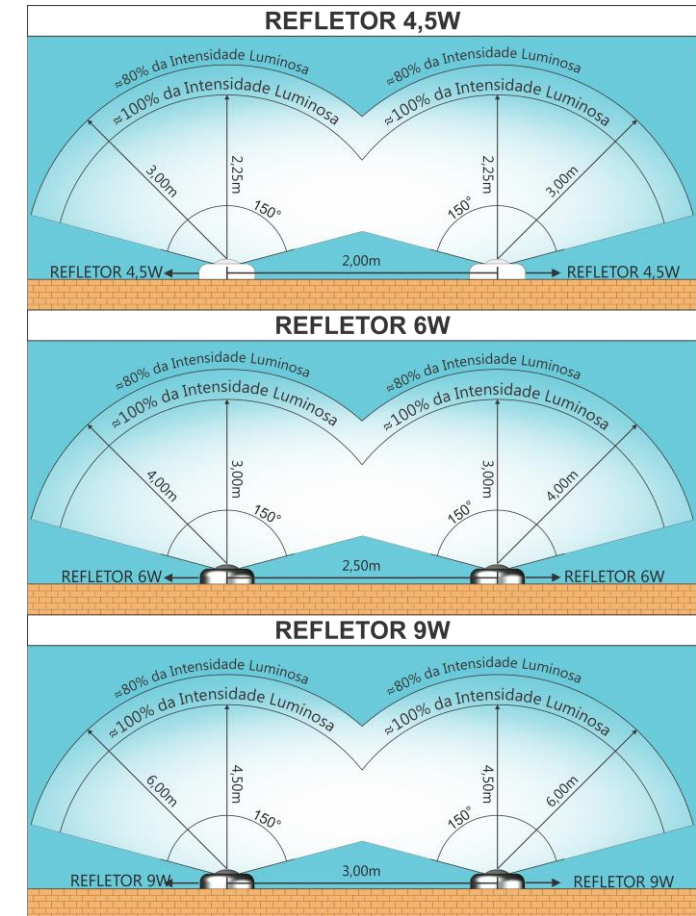 REFLETOR 4,5W
≈80% da Intensidade Luminosa
≈80% da Intensidade Luminosa
≈100% da Intensidade Luminosa
≈100% da Intensidade Luminosa
3,00m
2,25m
2,25m
3,00m
150°
150°
REFLETOR 4,5W
2,00m
REFLETOR 4,5W
REFLETOR 6W
≈80% da Intensidade Luminosa
≈80% da Intensidade Luminosa
≈100% da Intensidade Luminosa
≈100% da Intensidade Luminosa
4,00m
3,00m
3,00m
4,00m
150°
150°
REFLETOR 6W
2,50m
REFLETOR 6W
REFLETOR 9W
≈80% da Intensidade Luminosa
≈80% da Intensidade Luminosa
≈100% da Intensidade Luminosa
≈100% da Intensidade Luminosa
6,00m
4,50m
4,50m
6,00m
150°
150°
REFLETOR 9W
3,00m
REFLETOR 9W